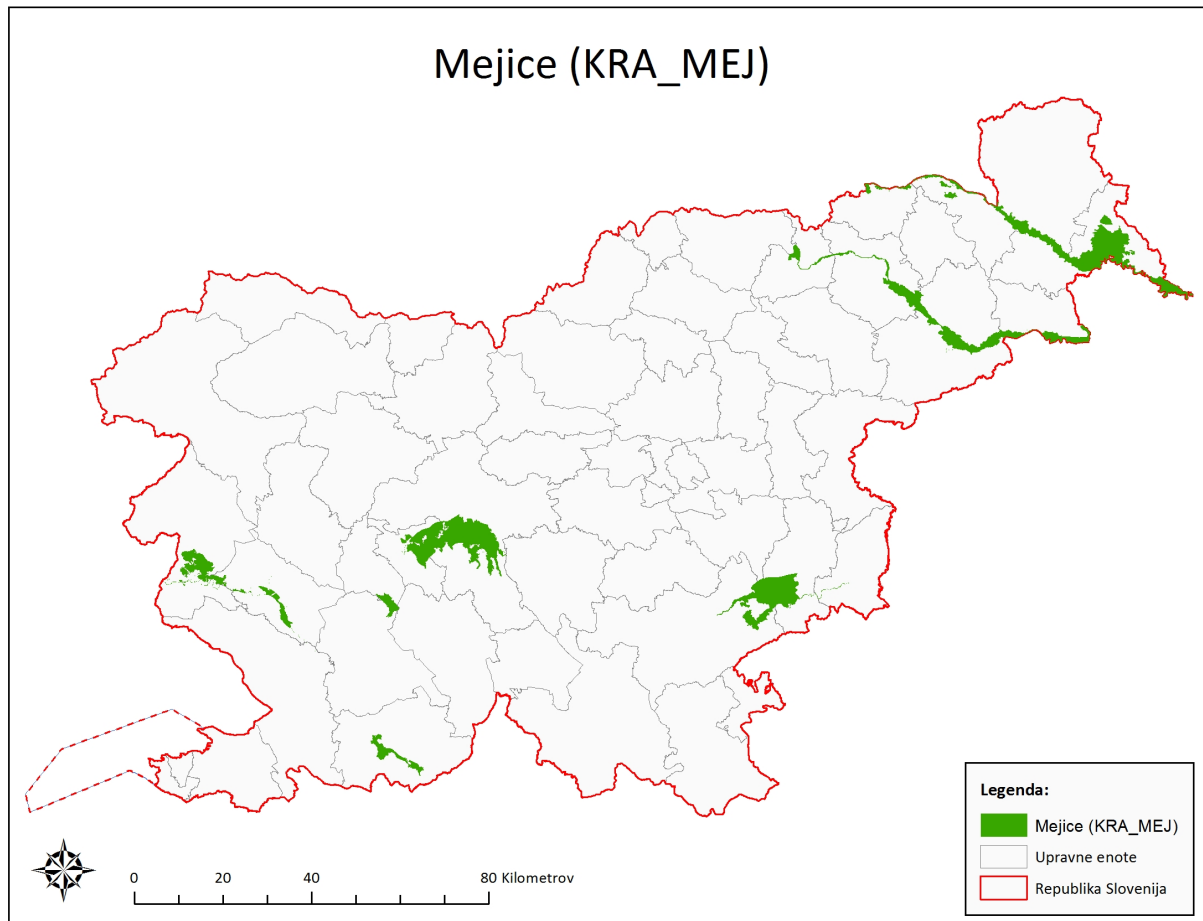 Mejice (KRA_MEJ)
Legenda:
Mejice (KRA_MEJ)
Upravne enote
Republika Slovenija
0 20 40 80 Kilometrov